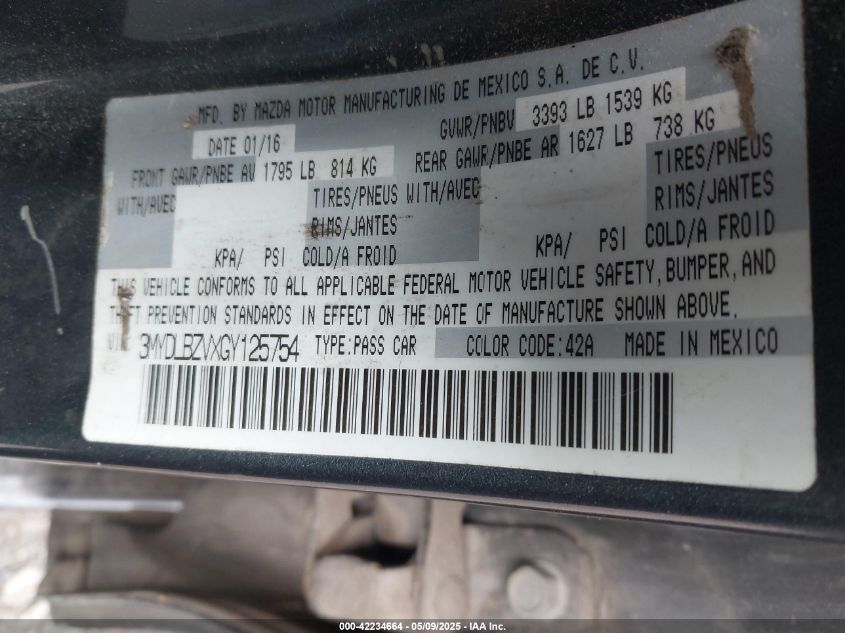 MFD. BY MAZDA MOTOR MANUFACTURING DE MEXICO S.A. DE C.V.
DATE 01/16 GVWR/PNBV 3393 LB 1539 KG
FRONT GAWR/PNBE AV 1795 LB 814 KG REAR GAWR/PNBE AR 1627 LB 738 KG
WITH/AVEC TIRES/PNEUS WITH/AVEC TIRES/PNEUS
RIMS/JANTES RIMS/JANTES
KPA/ PSI COLD/A FROID KPA/ PSI COLD/A FROID
THIS VEHICLE CONFORMS TO ALL APPLICABLE FEDERAL MOTOR VEHICLE SAFETY, BUMPER, AND
THEFT PREVENTION STANDARDS IN EFFECT ON THE DATE OF MANUFACTURE SHOWN ABOVE.
VIN: 3MYDLBZVXGY125754 TYPE:PASS CAR COLOR CODE:42A MADE IN MEXICO
000-42234664 - 05/09/2025 - IAA Inc.